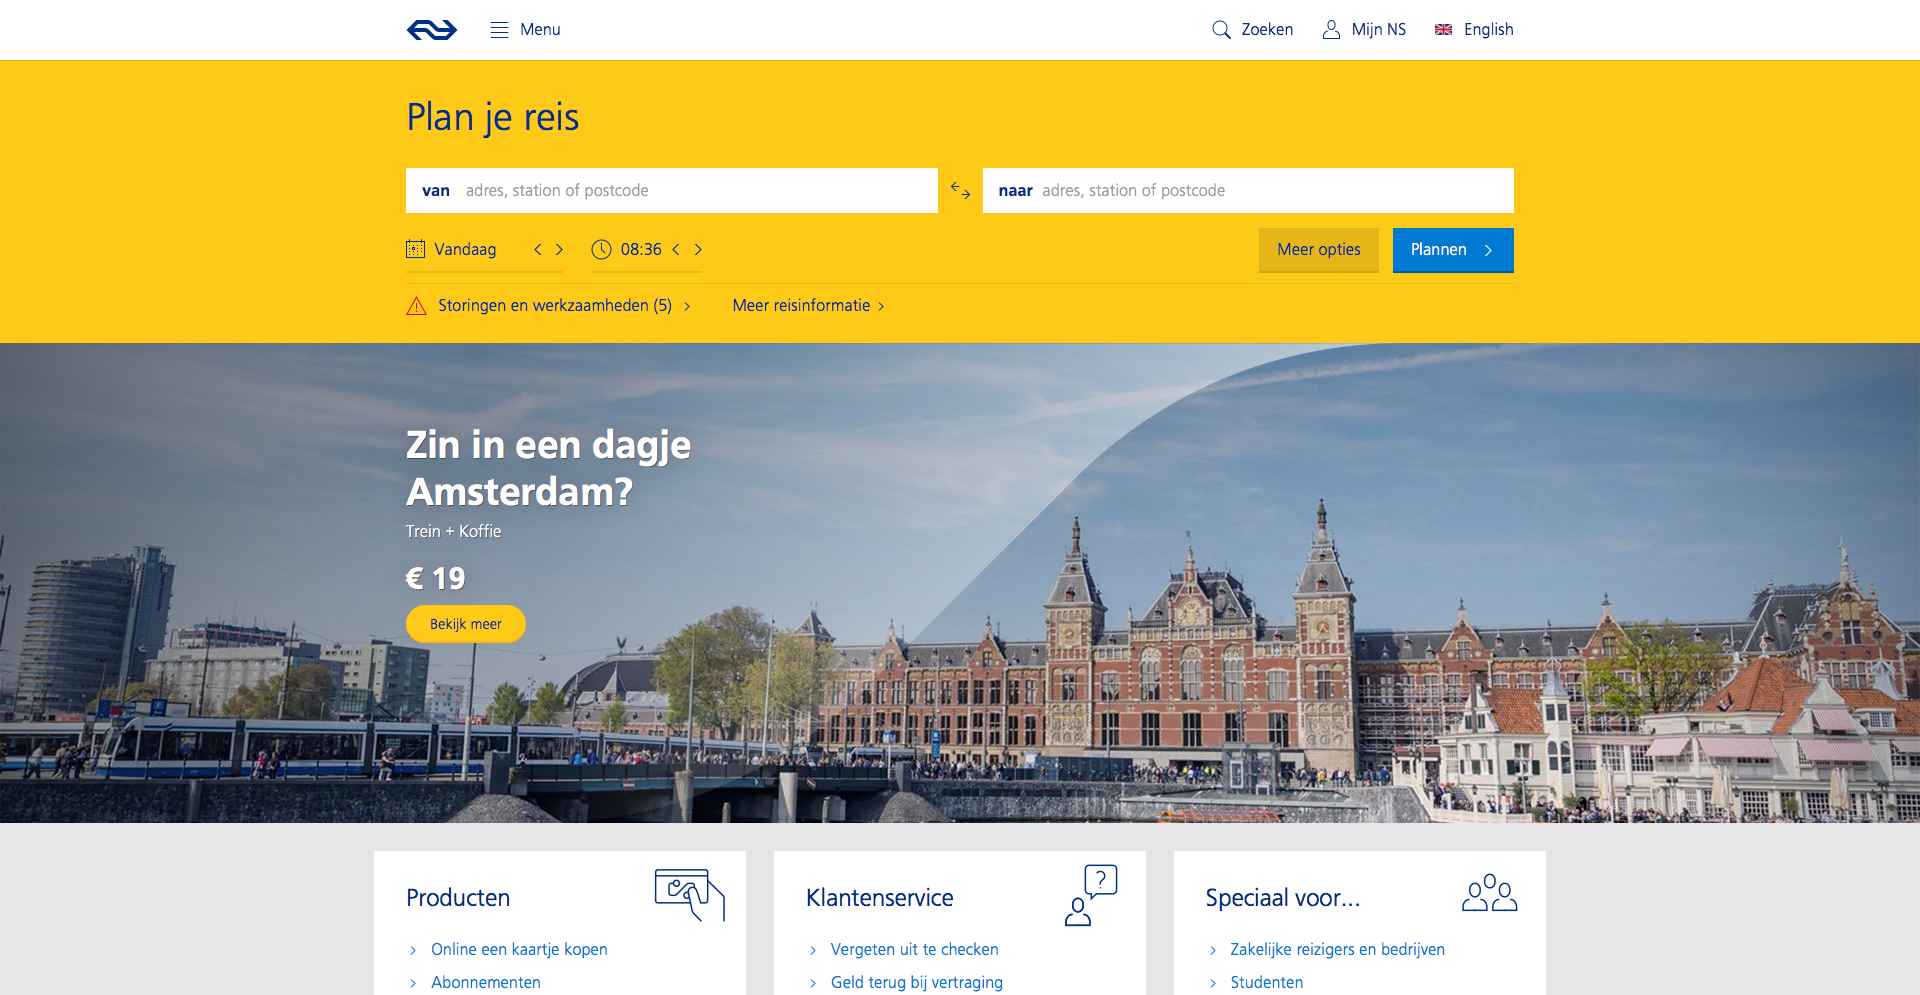 Menu
Zoeken
Mijn NS
English
Plan je reis
van adres, station of postcode
naar adres, station of postcode
Vandaag
08:36
Meer opties
Plannen
Storingen en werkzaamheden (5)
Meer reisinformatie
Zin in een dagje
Amsterdam?
Trein + Koffie
€ 19
Bekijk meer
Producten
Online een kaartje kopen
Abonnementen
Klantenservice
Vergeten uit te checken
Geld terug bij vertraging
Speciaal voor...
Zakelijke reizigers en bedrijven
Studenten